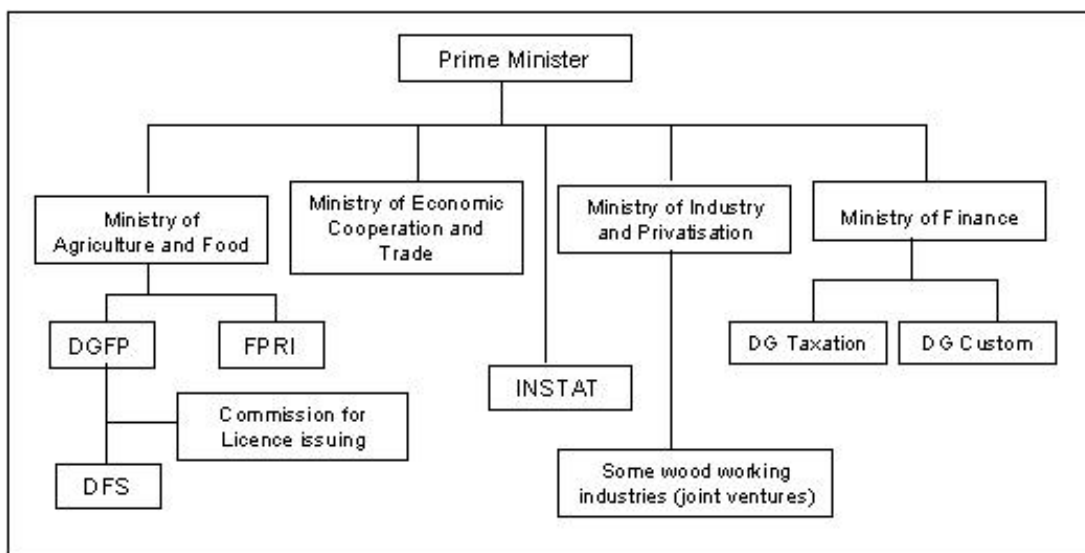 Prime Minister
Ministry of
Agriculture and Food
Ministry of Economic
Cooperation and
Trade
Ministry of Industry
and Privatisation
Ministry of Finance
DGFP
FPRI
DG Taxation
DG Custom
INSTAT
Commission for
Licence issuing
DFS
Some wood working
industries (joint ventures)